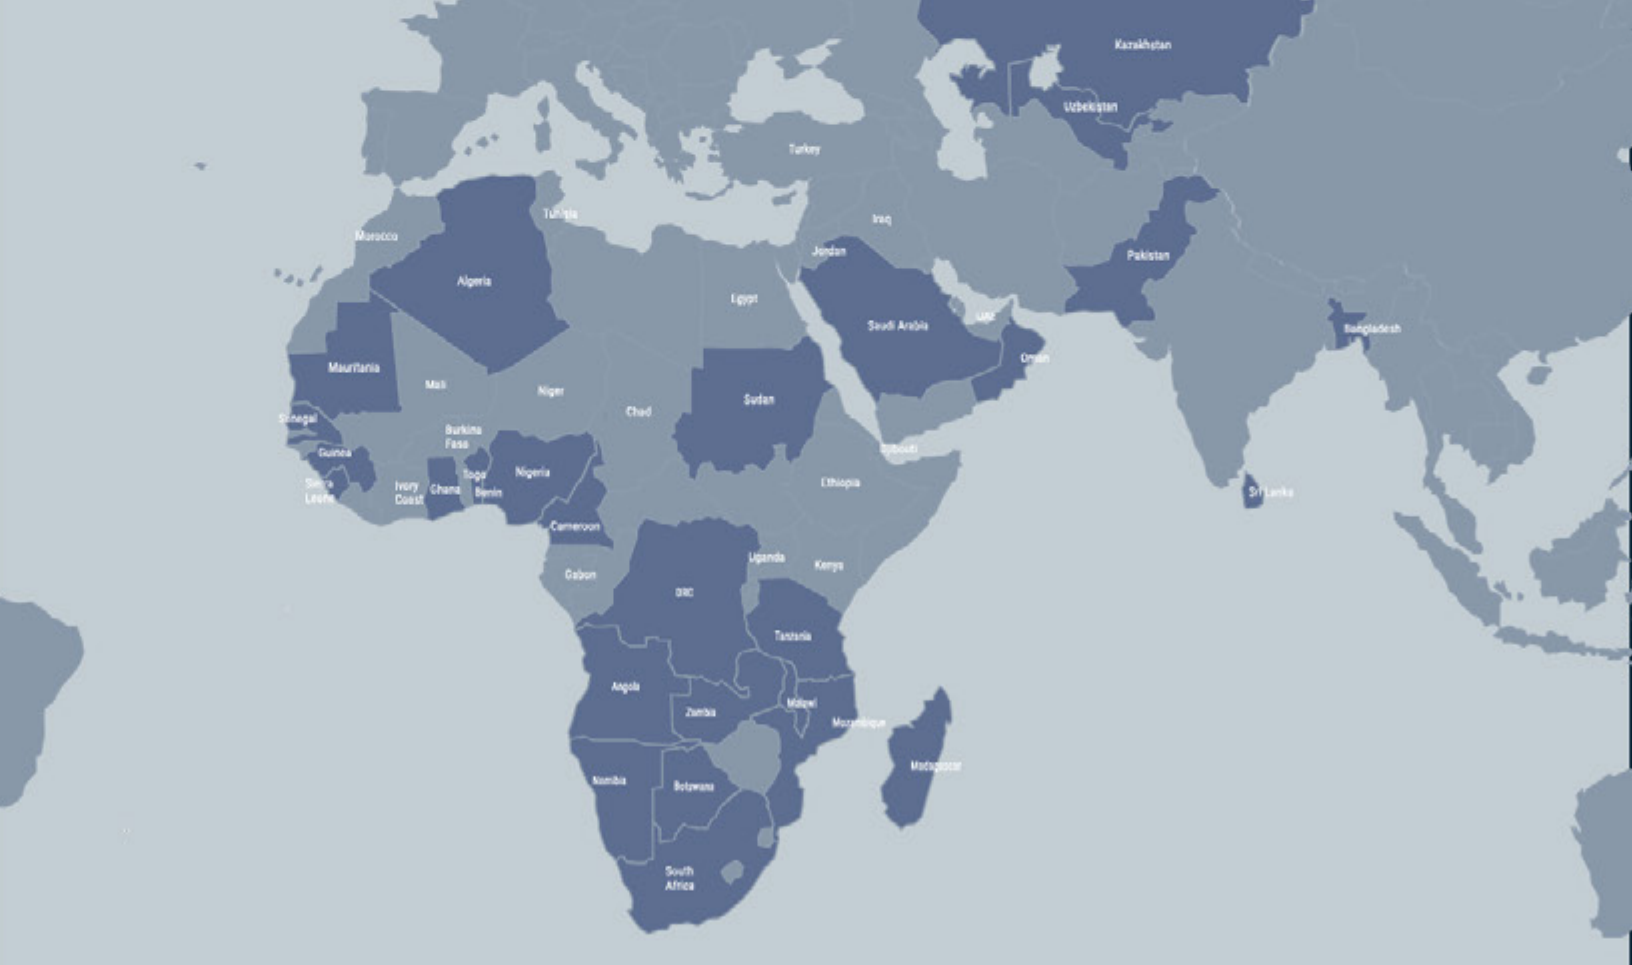 Kazakhstan
Uzbekistan
Turkey
Tunisia
Iraq
Morocco
Jordan
Pakistan
Algeria
Egypt
UAE
Saudi Arabia
Bangladesh
Oman
Mauritania
Mali
Niger
Sudan
Chad
Senegal
Burkina
Faso
Djibouti
Guinea
Nigeria
Togo
Ethiopia
Sierra
Leone
Ivory
Coast
Ghana
Benin
Sri Lanka
Cameroon
Uganda
Kenya
Gabon
DRC
Tanzania
Angola
Malawi
Zambia
Mozambique
Madagascar
Namibia
Botswana
South
Africa